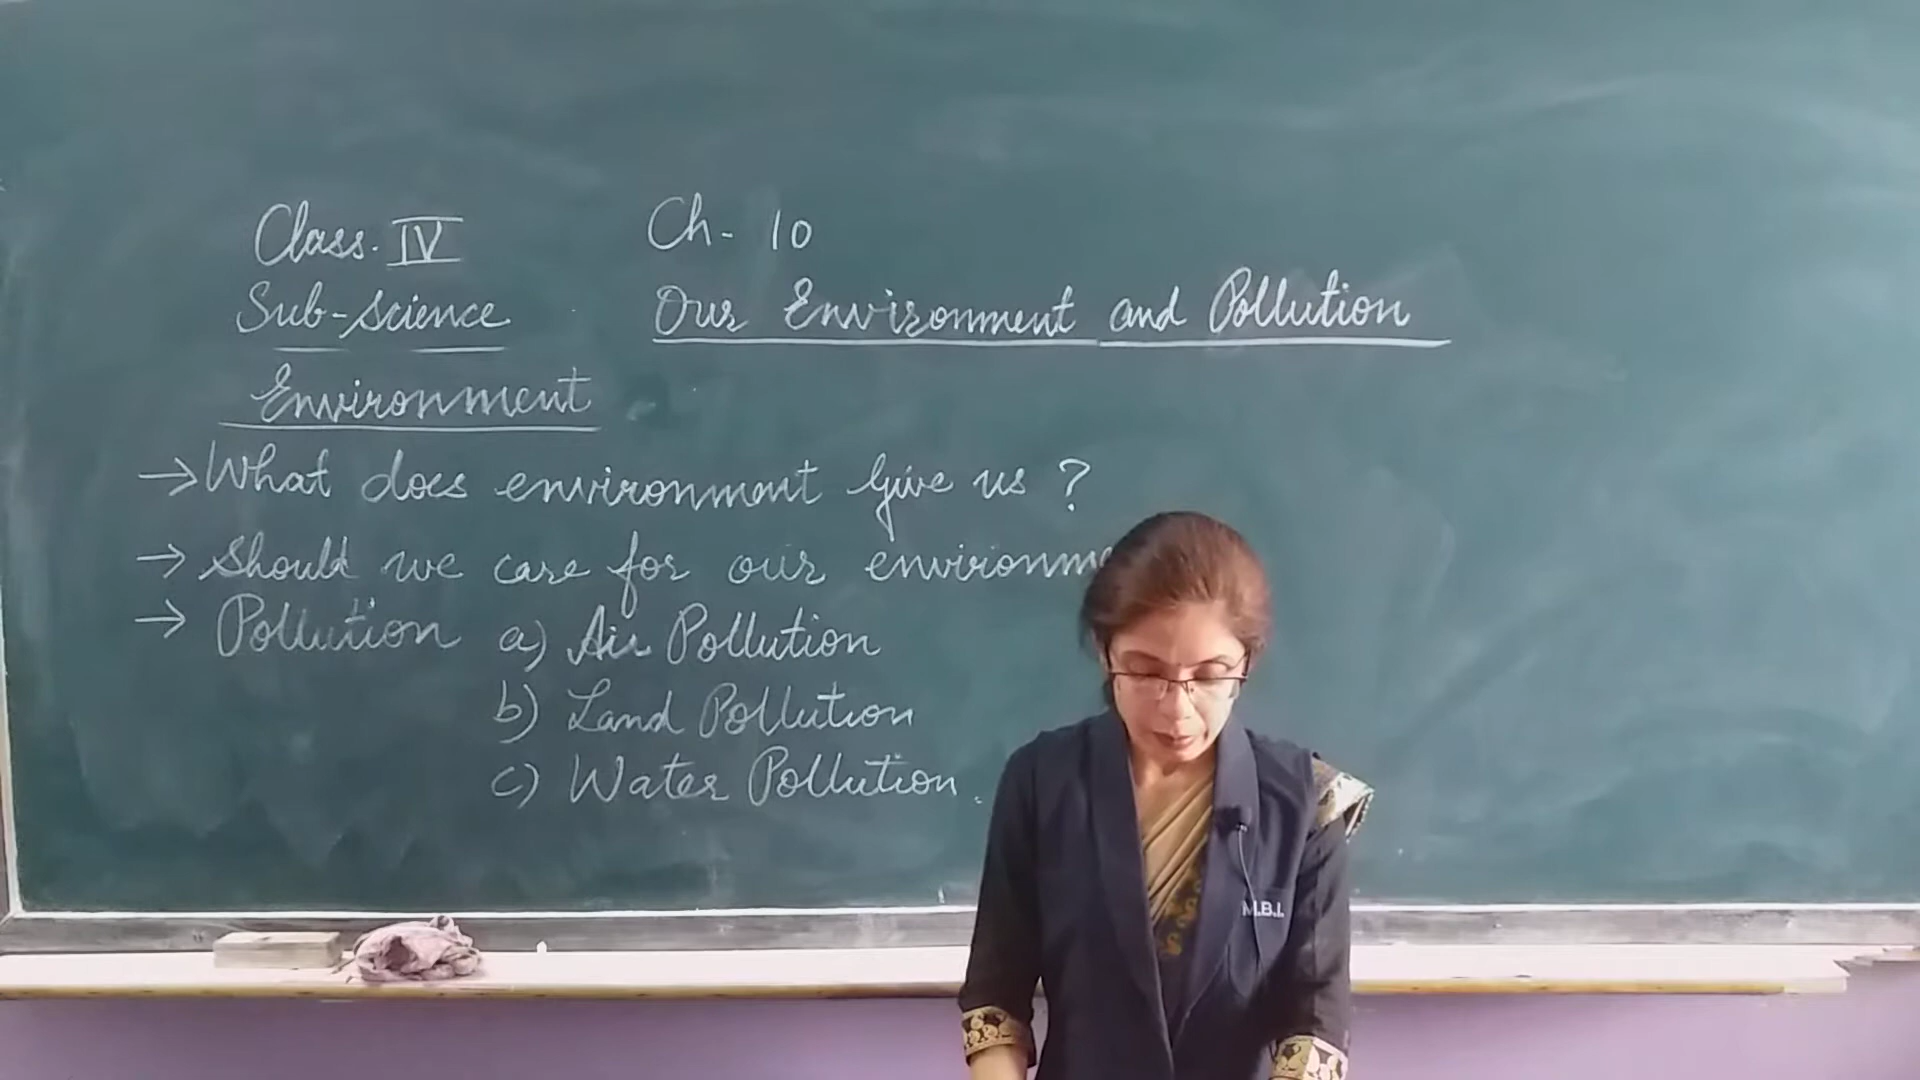 Class. IV
Sub-science
Ch- 10
Our Environment and Pollution
Environment
→ What does environment give us ?
→ Should we care for our environme
→ Pollution a) Air Pollution
b) Land Pollution
c) Water Pollution.
M.B.I.